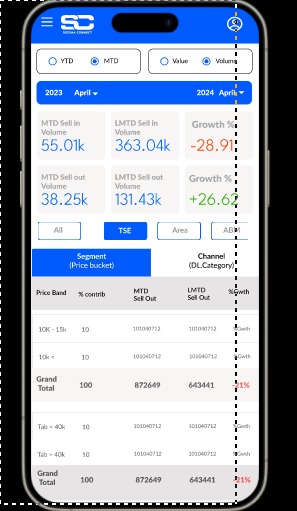 SC
SUCOMA CONNECT
YTD MTD Value Volume
2023 April 2024 April
MTD Sell in Volume LMTD Sell in Volume Growth %
55.01k 363.04k -28.91
MTD Sell out Volume LMTD Sell out Volume Growth %
38.25k 131.43k +26.62
All TSE Area ABM
Segment (Price bucket) Channel (DL.Category)
Price Band % contrib MTD Sell Out LMTD Sell Out %Gwth
10K - 15k 10 101040712 101040712 %Gwth
10k < 10 101040712 101040712 %Gwth
Grand Total 100 872649 643441 -21%
Tab > 40k 10 101040712 101040712 %Gwth
Tab > 40k 10 101040712 101040712 %Gwth
Grand Total 100 872649 643441 -21%